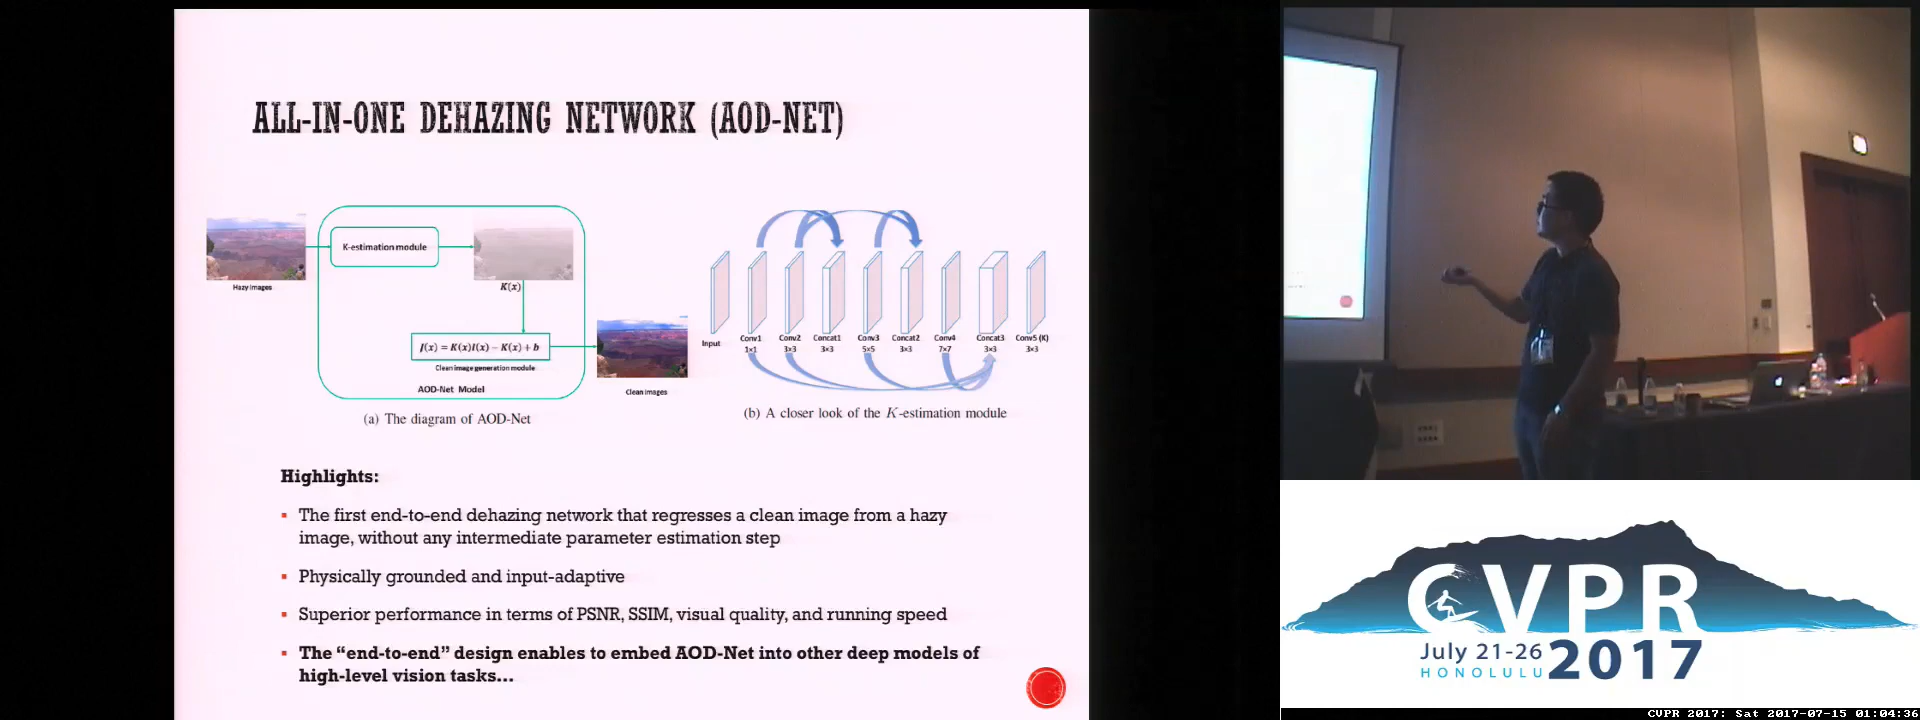 ALL-IN-ONE DEHAZING NETWORK (AOD-NET)
Hazy Images
K-estimation module
K(x)
J(x) = K(x)I(x) − K(x) + b
Clean image generation module
AOD-Net Model
Clean Images
(a) The diagram of AOD-Net
Input
Conv1
1×1
Conv2
3×3
Concat1
3×3
Conv3
5×5
Concat2
3×3
Conv4
7×7
Concat3
3×3
Conv5 (K)
3×3
(b) A closer look of the K-estimation module
Highlights:
▪ The first end-to-end dehazing network that regresses a clean image from a hazy
image, without any intermediate parameter estimation step
▪ Physically grounded and input-adaptive
▪ Superior performance in terms of PSNR, SSIM, visual quality, and running speed
▪ The “end-to-end” design enables to embed AOD-Net into other deep models of
high-level vision tasks...
CVPR
July 21-26
HONOLULU
2017
CVPR 2017: Sat 2017-07-15 01:04:36